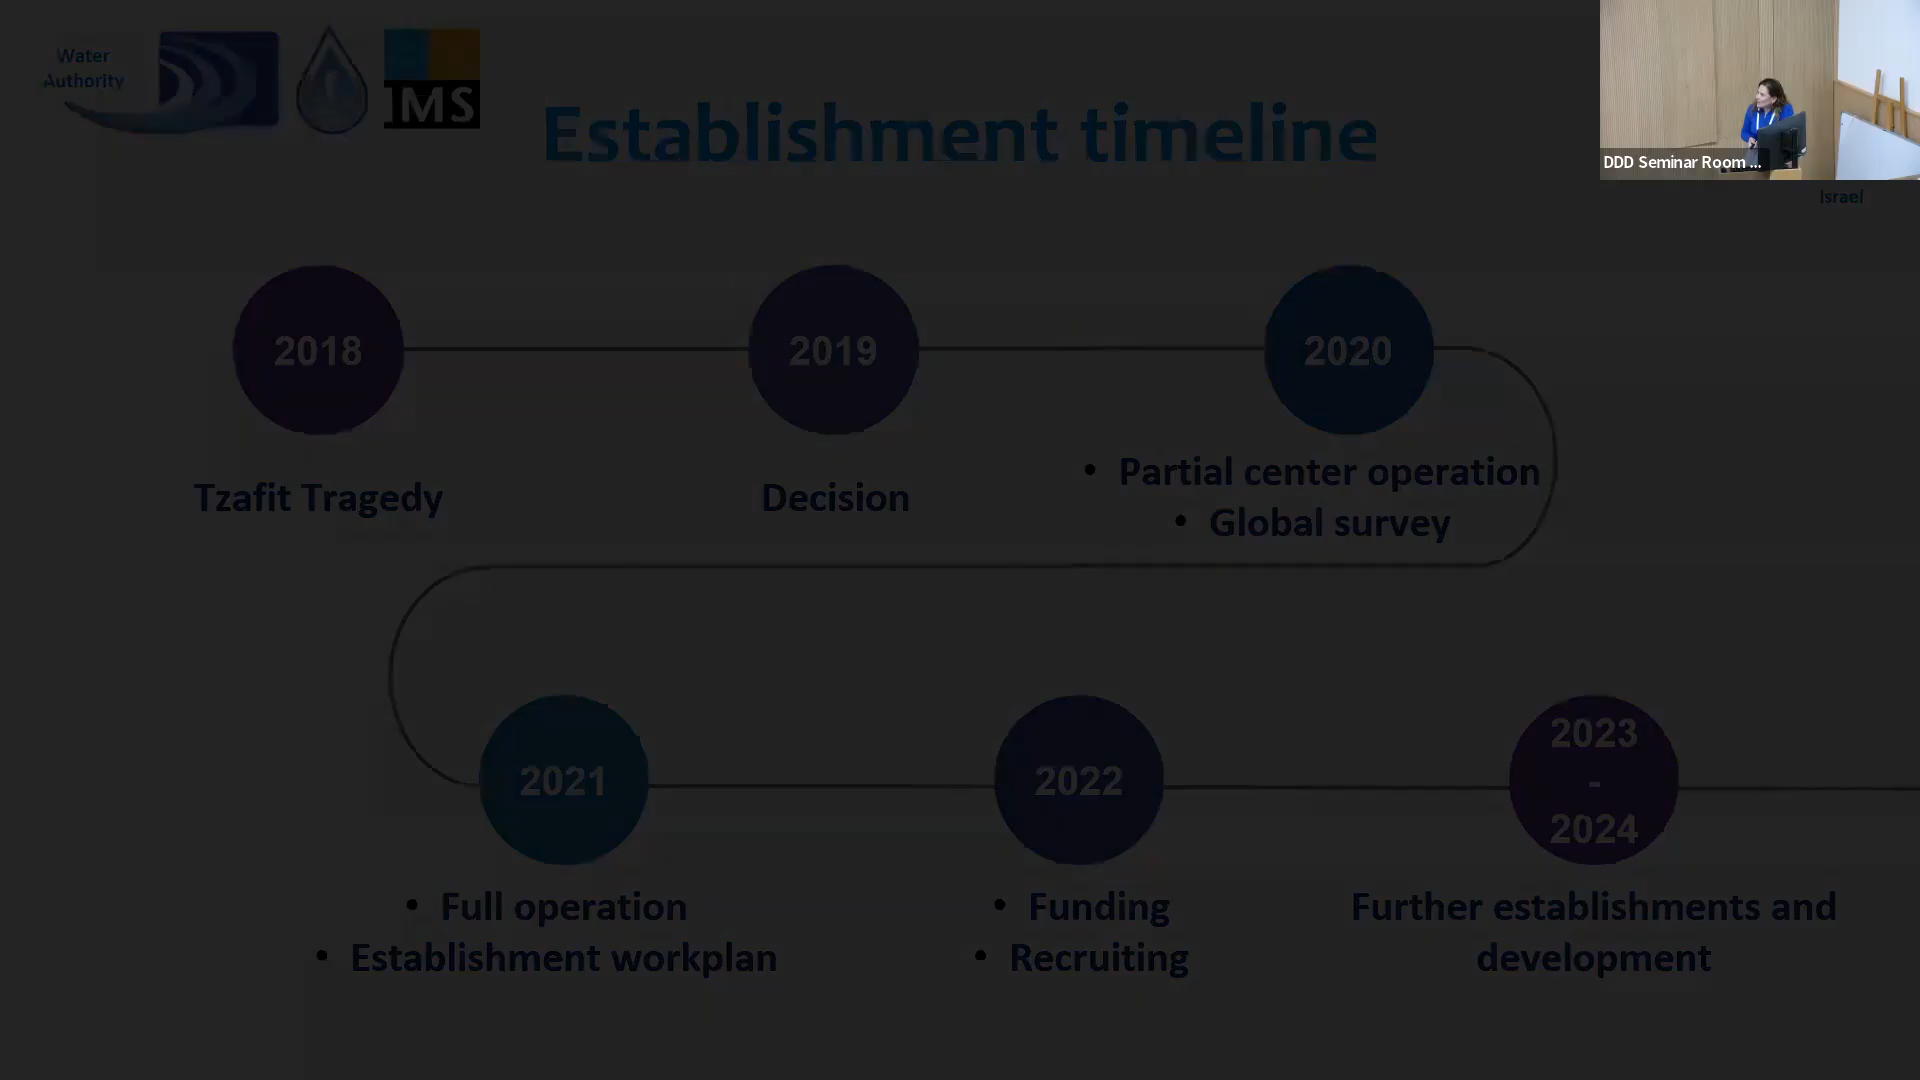 Water
Authority
IMS
Establishment timeline
DDD Seminar Room ...
Israel
2018
2019
2020
Tzafit Tragedy
Decision
• Partial center operation
• Global survey
2021
2022
2023
-
2024
• Full operation
• Establishment workplan
• Funding
• Recruiting
Further establishments and
development